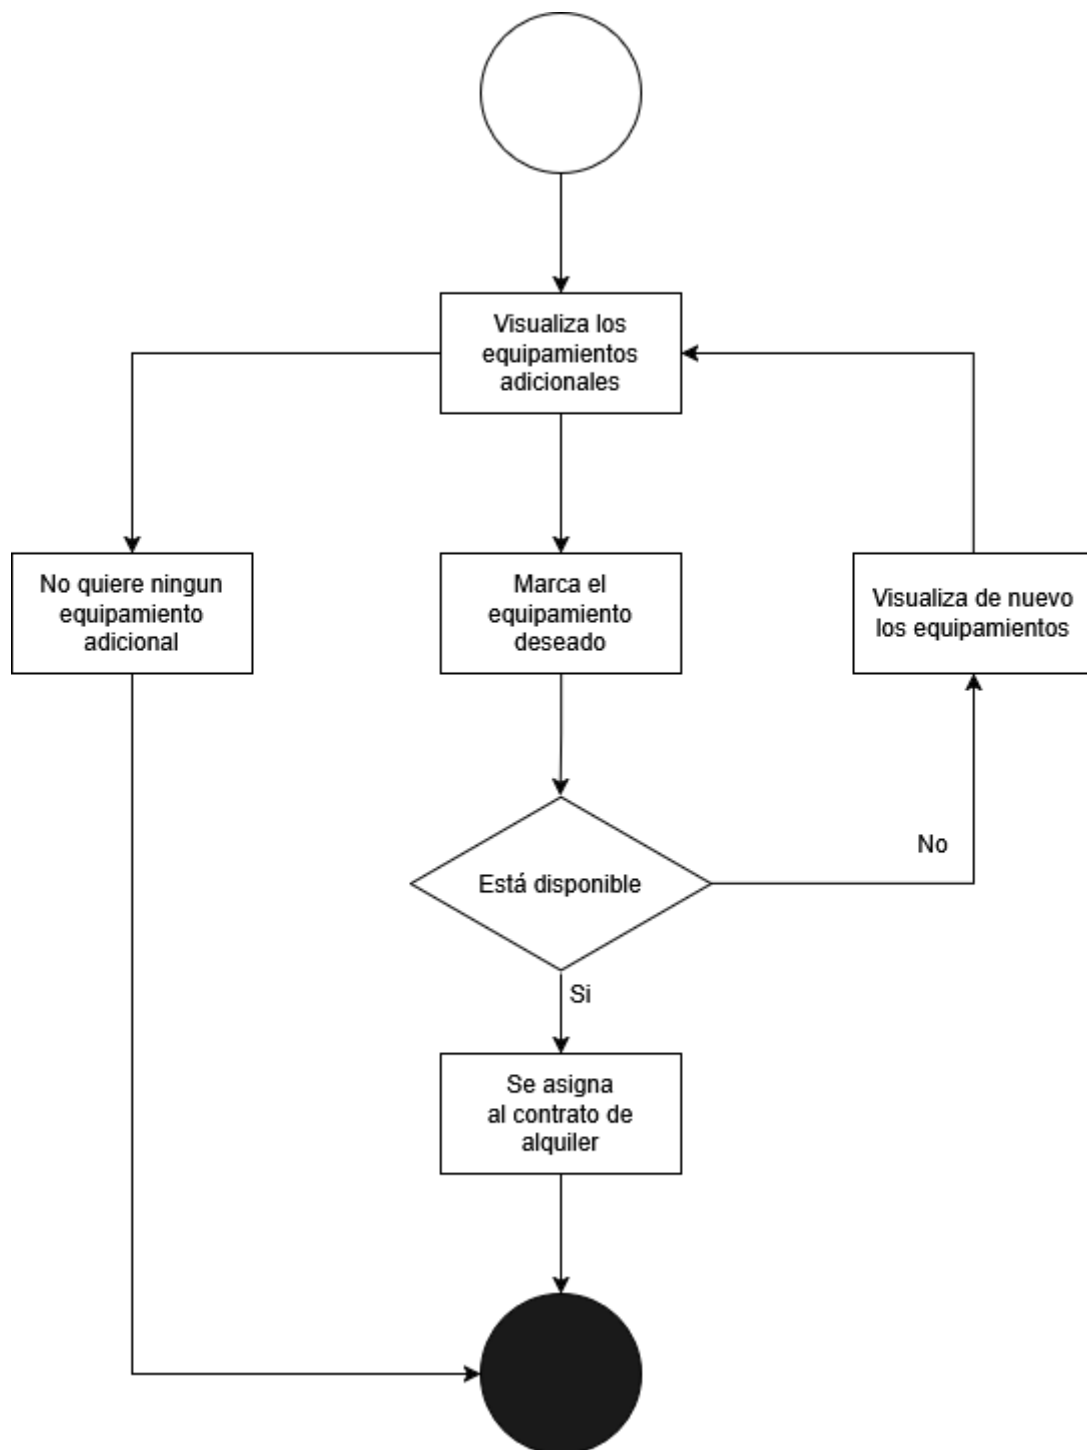 Visualiza los
equipamientos
adicionales
No quiere ningun
equipamiento
adicional
Marca el
equipamiento
deseado
Visualiza de nuevo
los equipamientos
No
Está disponible
Si
Se asigna
al contrato de
alquiler